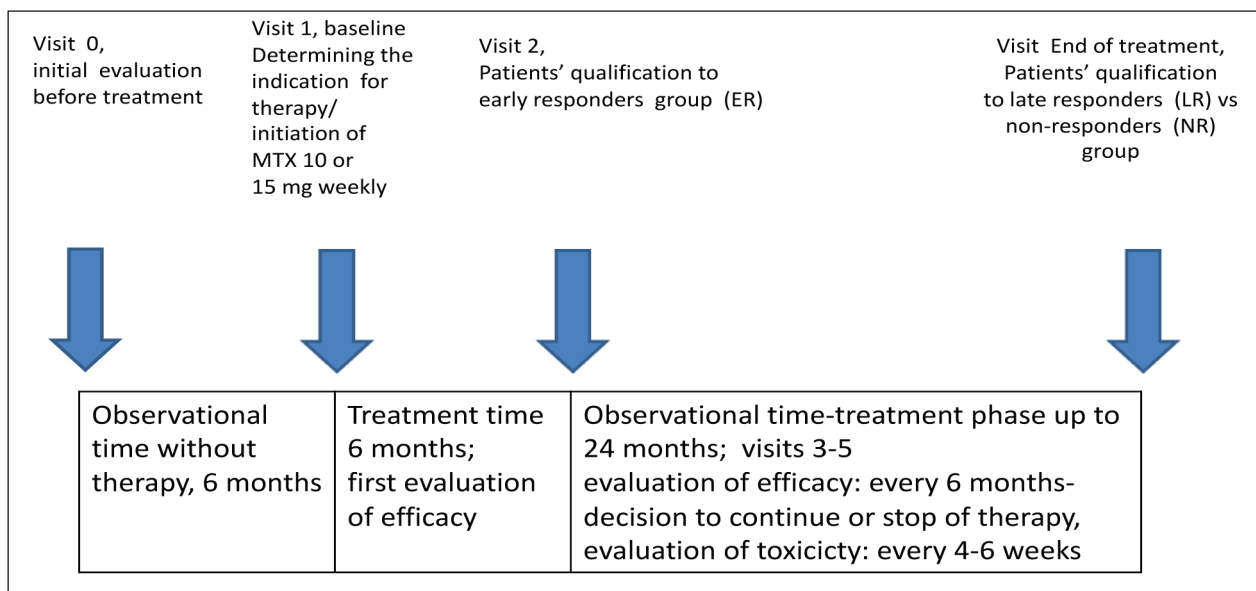 Visit 0,
initial evaluation
before treatment
Visit 1, baseline
Determining the
indication for
therapy/
initiation of
MTX 10 or
15 mg weekly
Visit 2,
Patients' qualification to
early responders group (ER)
Visit End of treatment,
Patients' qualification
to late responders (LR) vs
non-responders (NR)
group
Observational
time without
therapy, 6 months
Treatment time
6 months;
first evaluation
of efficacy
Observational time-treatment phase up to
24 months; visits 3-5
evaluation of efficacy: every 6 months-
decision to continue or stop of therapy,
evaluation of toxicicty: every 4-6 weeks